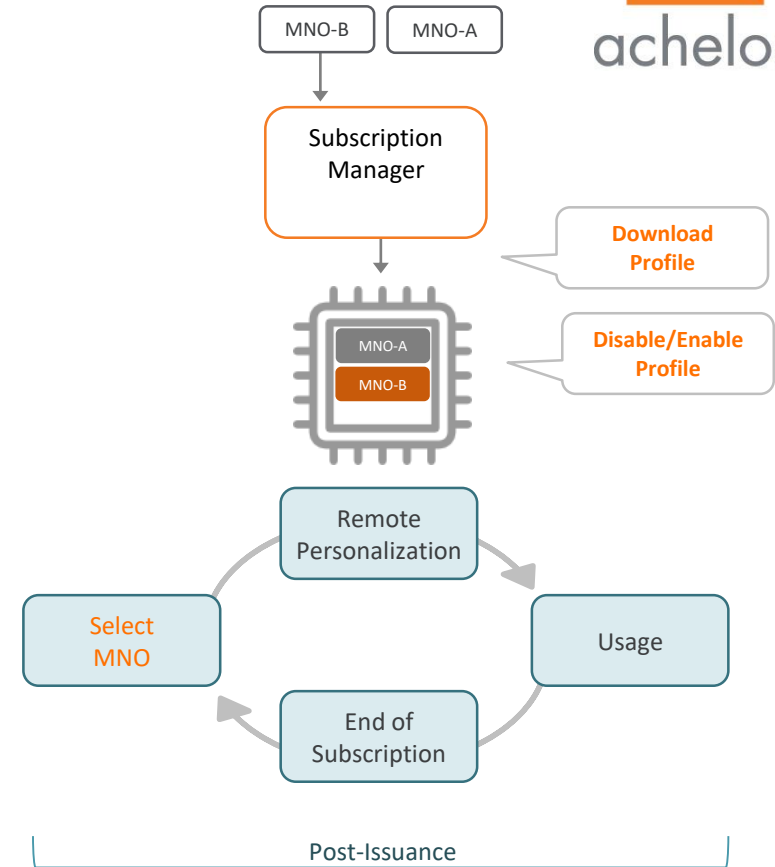 MNO-B
MNO-A
achelo
Subscription
Manager
Download
Profile
MNO-A
MNO-B
Disable/Enable
Profile
Remote
Personalization
Select
MNO
Usage
End of
Subscription
Post-Issuance